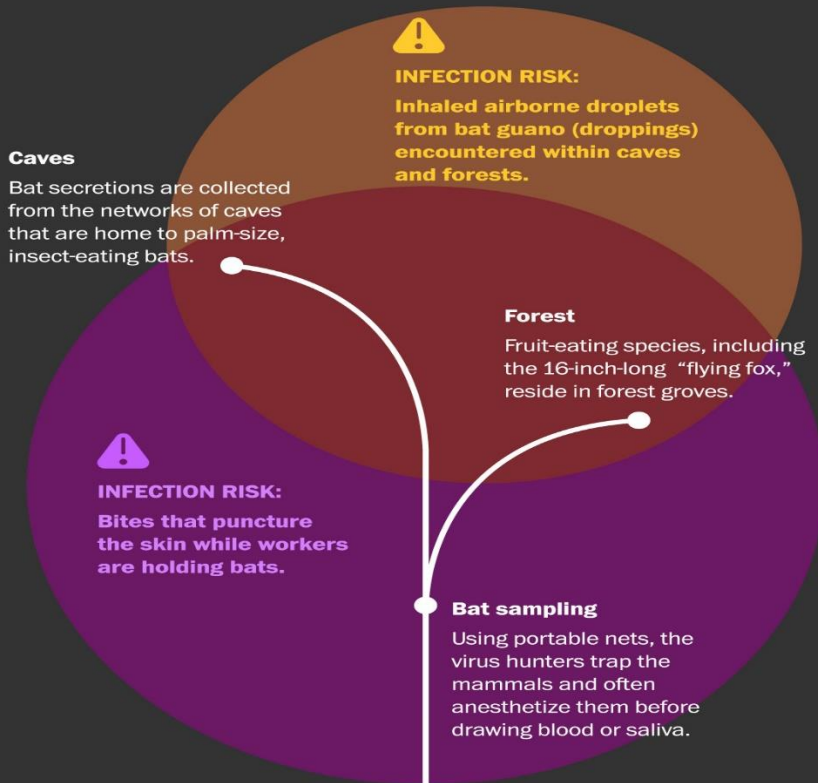 INFECTION RISK:
Inhaled airborne droplets
from bat guano (droppings)
encountered within caves
and forests.
Caves
Bat secretions are collected
from the networks of caves
that are home to palm-size,
insect-eating bats.
Forest
Fruit-eating species, including
the 16-inch-long “flying fox,”
reside in forest groves.
INFECTION RISK:
Bites that puncture
the skin while workers
are holding bats.
Bat sampling
Using portable nets, the
virus hunters trap the
mammals and often
anesthetize them before
drawing blood or saliva.